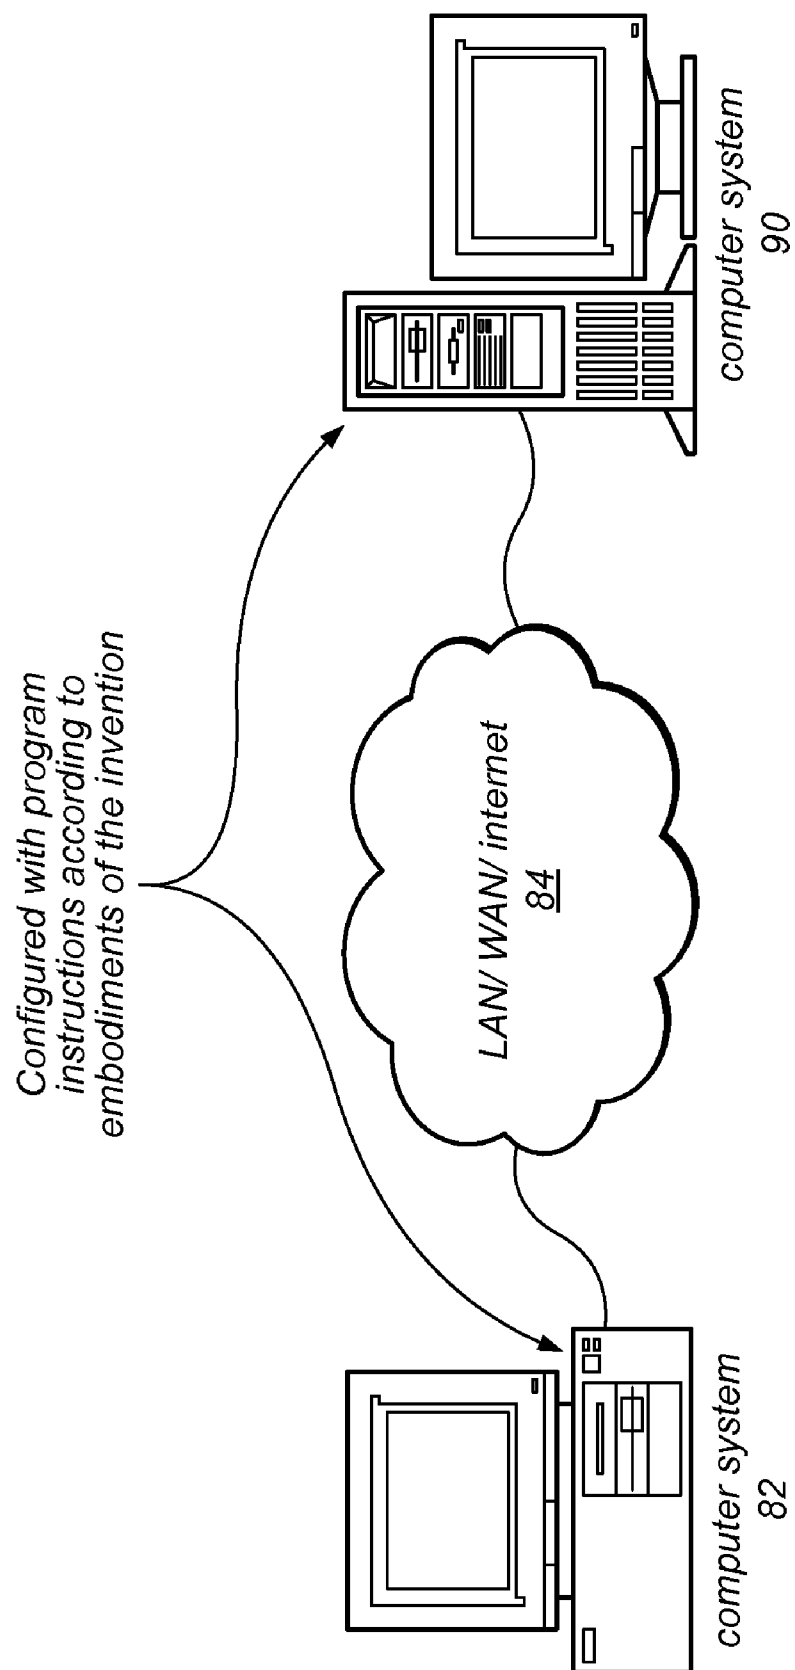 Configured with program
instructions according to
embodiments of the invention
LAN/ WAN/ internet
84
computer system
82
computer system
90